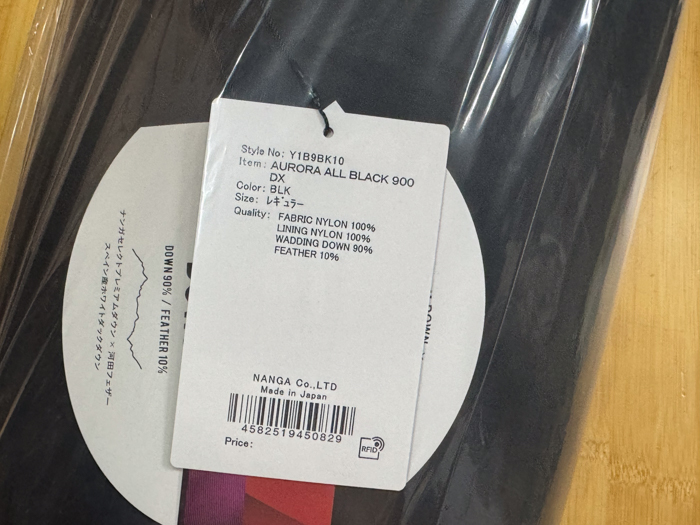 Style No: Y1B9BK10
Item: AURORA ALL BLACK 900
DX
Color: BLK
Size: レギュラー
Quality: FABRIC NYLON 100%
LINING NYLON 100%
WADDING DOWN 90%
FEATHER 10%
NANGA Co.,LTD
Made in Japan
4582519450829
Price:
RFID
DOWN 90% / FEATHER 10%
ナンガセレクトプレミアムダウン × 河田フェザー
スペイン産ホワイトダックダウン